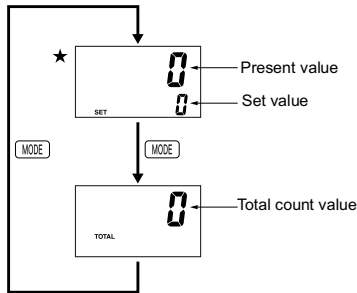 ★
0
Present value
0
Set value
SET
MODE
MODE
0
Total count value
TOTAL